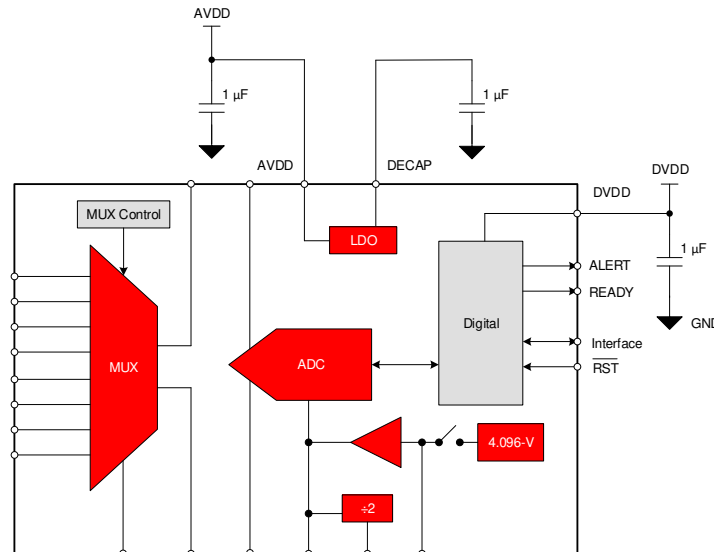 AVDD
1 µF
1 µF
AVDD
DECAP
DVDD
DVDD
MUX Control
LDO
1 µF
ALERT
READY
Digital
GND
Interface
RST
MUX
ADC
4.096-V
÷2